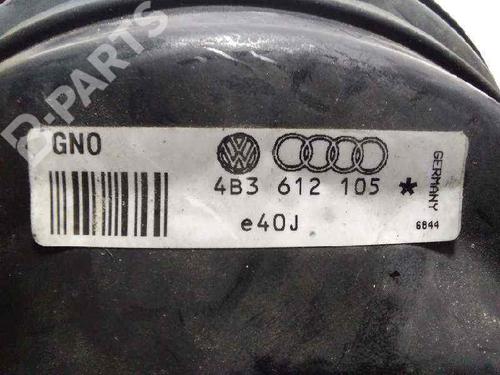 B-PARTS
GNO
4B3 612 105 *
e40J
GERMANY
6844